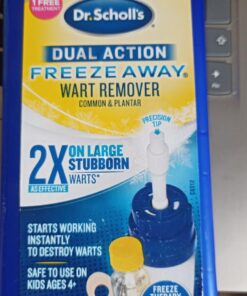 1 FREE
TREATMENT
Dr. Scholl's
DUAL ACTION
FREEZE AWAY®
WART REMOVER
COMMON & PLANTAR
PRECISION
TIP
2X ON LARGE
STUBBORN
AS EFFECTIVE WARTS*
STARTS WORKING
INSTANTLY
TO DESTROY WARTS
SAFE TO USE ON
KIDS AGES 4+
FREEZE
THERAPY